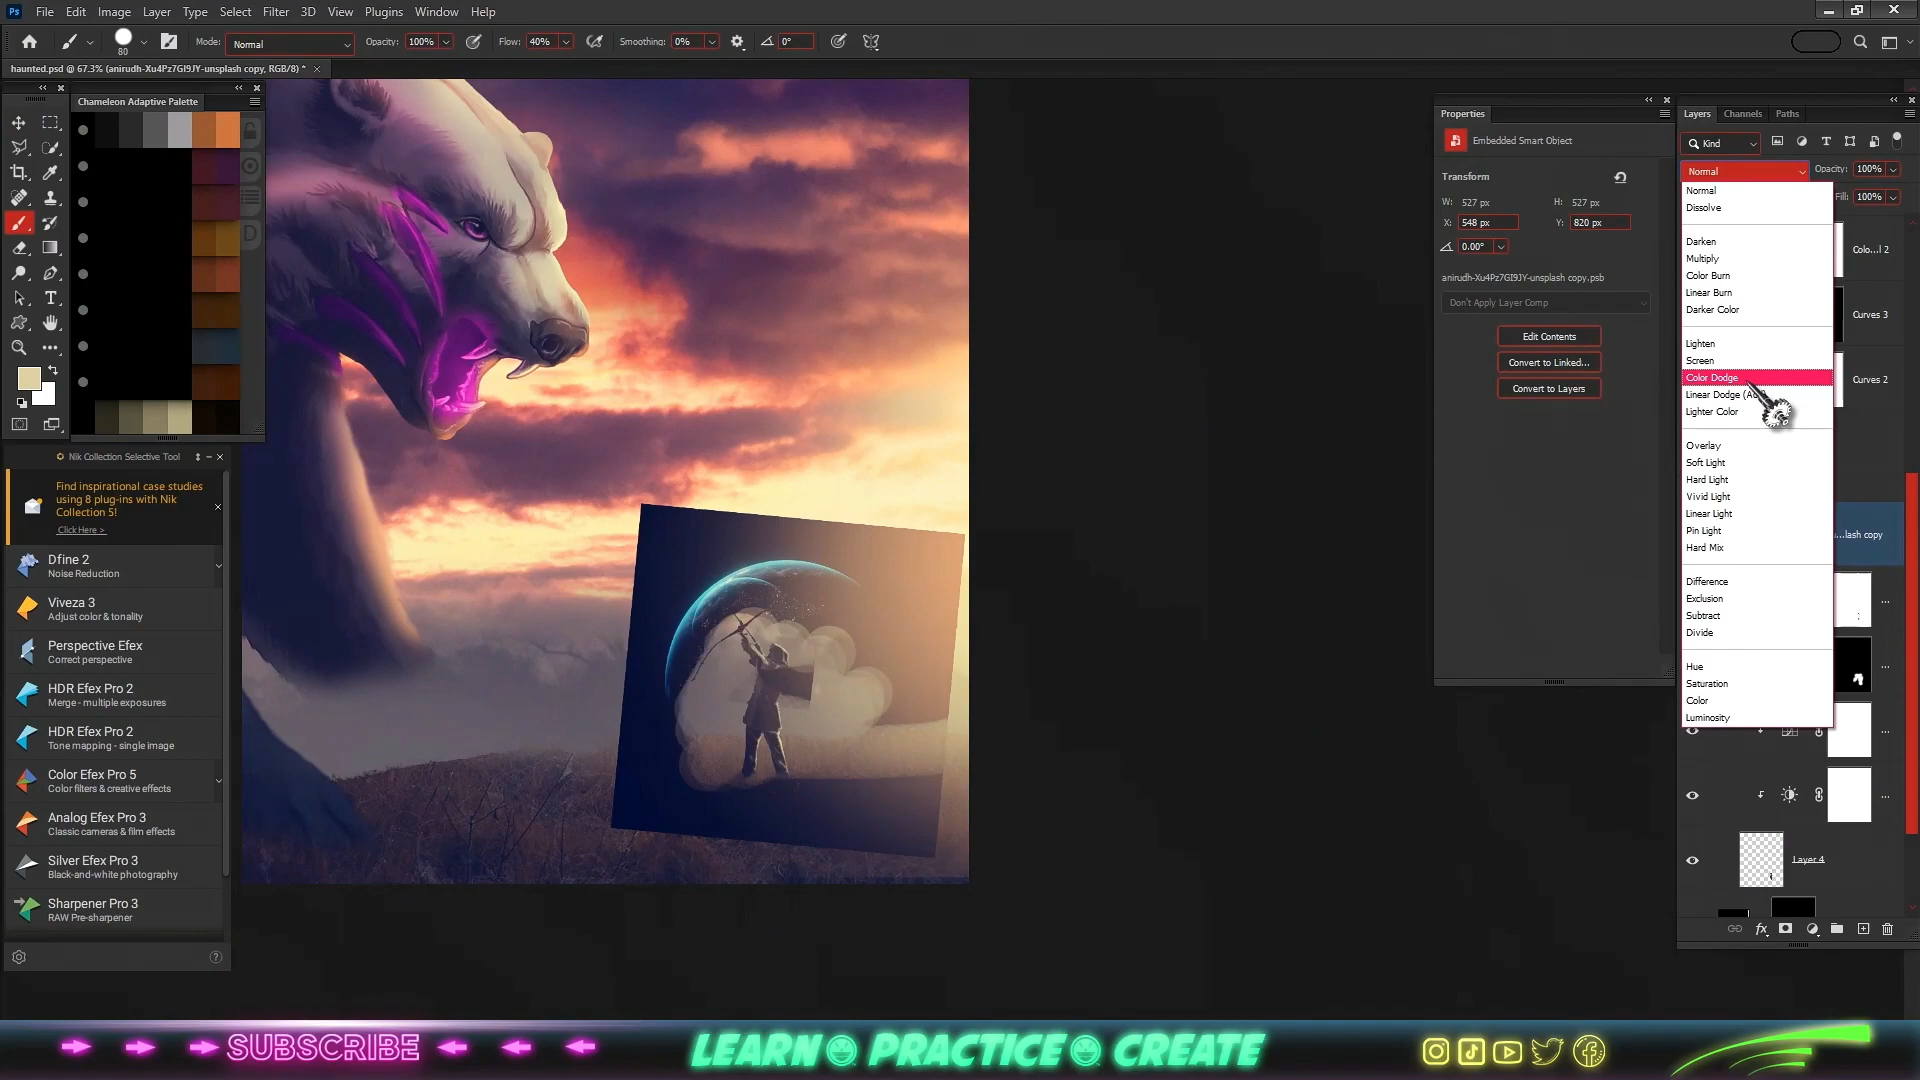 Ps File Edit Image Layer Type Select Filter 3D View Plugins Window Help
80 Mode: Normal Opacity: 100% Flow: 40% Smoothing: 0% 0°
haunted.psd @ 67.3% (anirudh-Xu4Pz7GI9JY-unsplash copy, RGB/8) *
Chameleon Adaptive Palette
D
Nik Collection Selective Tool
Find inspirational case studies
using 8 plug-ins with Nik
Collection 5!
Click Here >
Dfine 2
Noise Reduction
Viveza 3
Adjust color & tonality
Perspective Efex
Correct perspective
HDR Efex Pro 2
Merge - multiple exposures
HDR Efex Pro 2
Tone mapping - single image
Color Efex Pro 5
Color filters & creative effects
Analog Efex Pro 3
Classic cameras & film effects
Silver Efex Pro 3
Black-and-white photography
Sharpener Pro 3
RAW Pre-sharpener
Properties
Embedded Smart Object
Transform
W: 527 px H: 527 px
X: 548 px Y: 820 px
0.00°
anirudh-Xu4Pz7GI9JY-unsplash copy.psb
Don't Apply Layer Comp
Edit Contents
Convert to Linked...
Convert to Layers
Layers Channels Paths
Kind
Normal Opacity: 100%
Fill: 100%
Normal
Dissolve
Darken
Multiply
Color Burn
Linear Burn
Darker Color
Lighten
Screen
Color Dodge
Linear Dodge
Lighter Color
Overlay
Soft Light
Hard Light
Vivid Light
Linear Light
Pin Light
Hard Mix
Difference
Exclusion
Subtract
Divide
Hue
Saturation
Color
Luminosity
Colo...l 2
Curves 3
Curves 2
...lash copy
Layer 4
fx
SUBSCRIBE
LEARN PRACTICE CREATE